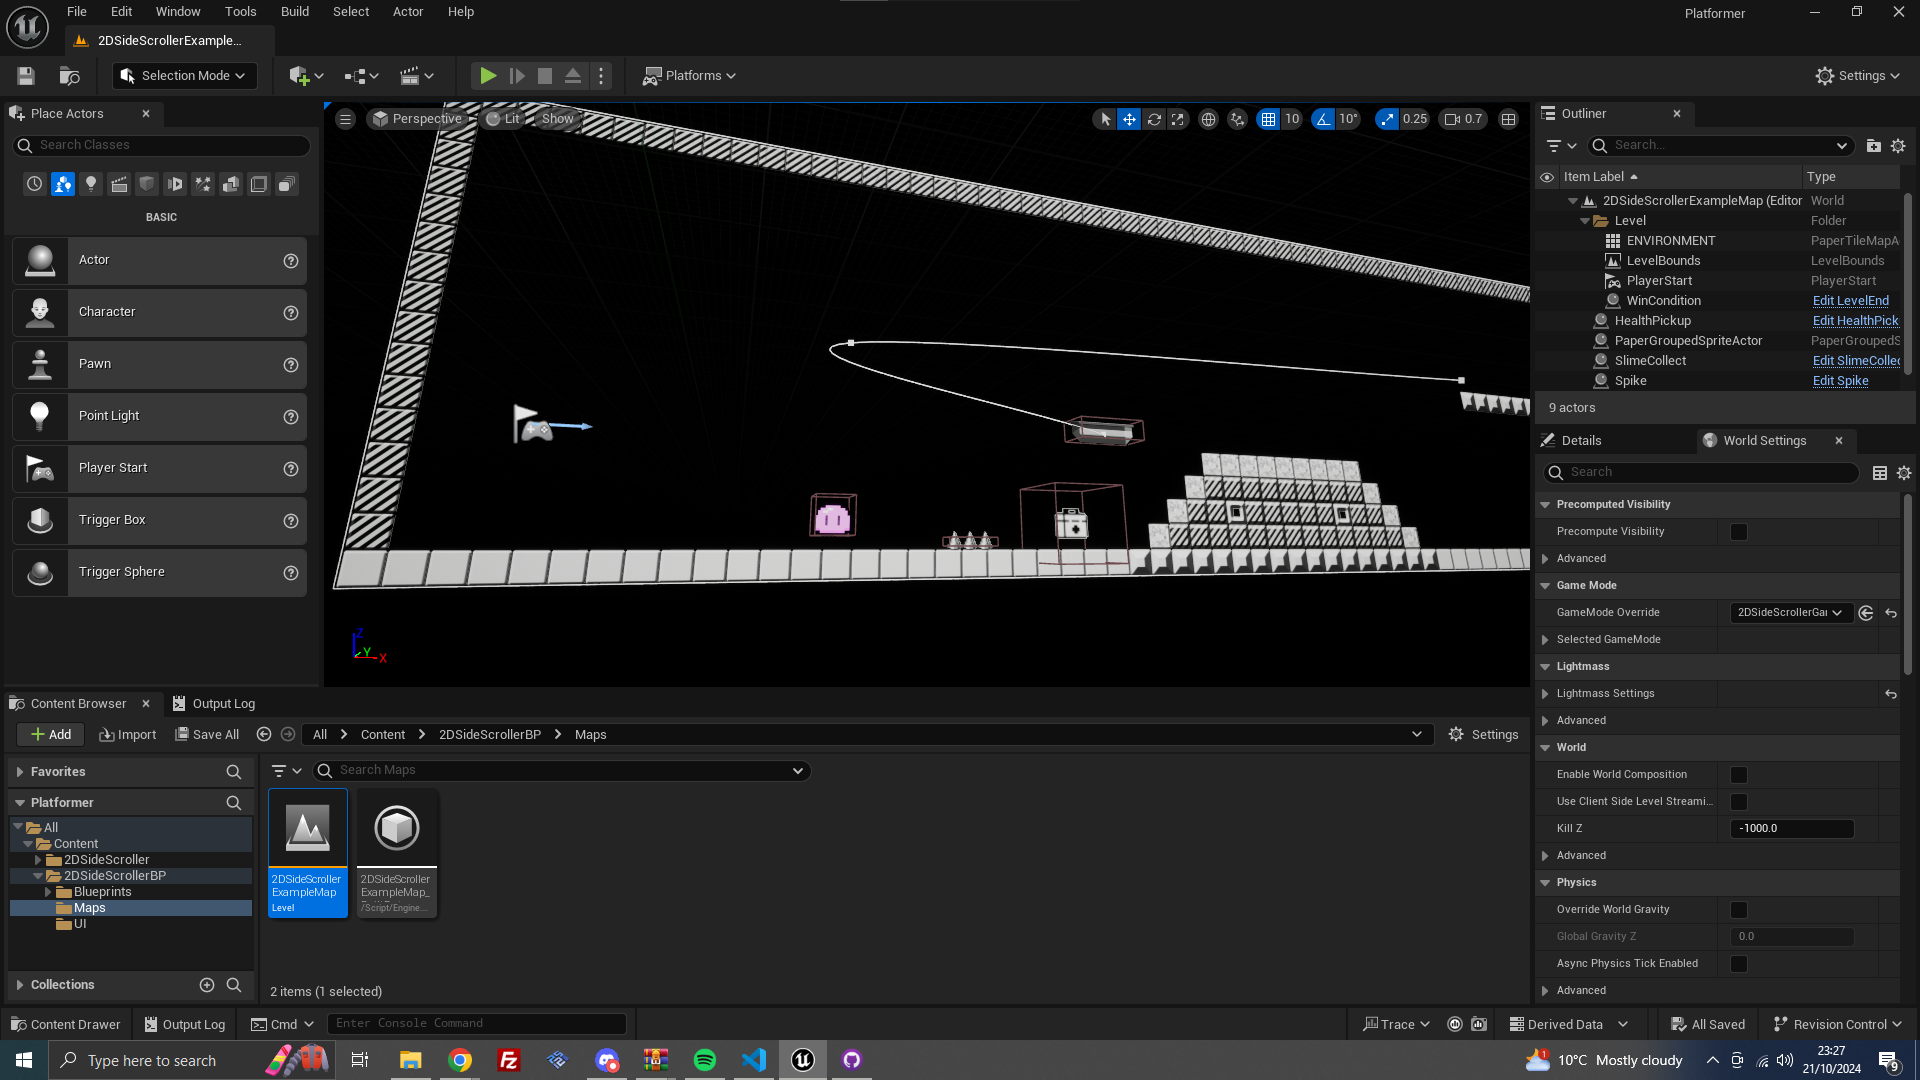 File Edit Window Tools Build Select Actor Help
Platformer
2DSideScrollerExample...
Selection Mode
Platforms
Settings
Place Actors
Search Classes
BASIC
Actor
Character
Pawn
Point Light
Player Start
Trigger Box
Trigger Sphere
Perspective Lit Show
10 10° 0.25 0.7
Z
Y
X
Outliner
Search...
Item Label Type
2DSideScrollerExampleMap (Editor World
Level Folder
ENVIRONMENT PaperTileMapA
LevelBounds LevelBounds
PlayerStart PlayerStart
WinCondition Edit LevelEnd
HealthPickup Edit HealthPick
PaperGroupedSpriteActor PaperGroupedS
SlimeCollect Edit SlimeCollec
Spike Edit Spike
9 actors
Details World Settings
Search
Precomputed Visibility
Precompute Visibility
Advanced
Game Mode
GameMode Override 2DSideScrollerGar
Selected GameMode
Lightmass
Lightmass Settings
Advanced
World
Enable World Composition
Use Client Side Level Streami...
Kill Z -1000.0
Advanced
Physics
Override World Gravity
Global Gravity Z 0.0
Async Physics Tick Enabled
Advanced
Content Browser Output Log
Add Import Save All All Content 2DSideScrollerBP Maps Settings
Favorites
Platformer
All
Content
2DSideScroller
2DSideScrollerBP
Blueprints
Maps
UI
Collections
Search Maps
2DSideScroller
ExampleMap
Level
2DSideScroller
ExampleMap_
/Script/Engine...
2 items (1 selected)
Content Drawer Output Log Cmd Enter Console Command Trace Derived Data All Saved Revision Control
Type here to search
1
10°C Mostly cloudy
23:27
21/10/2024
9